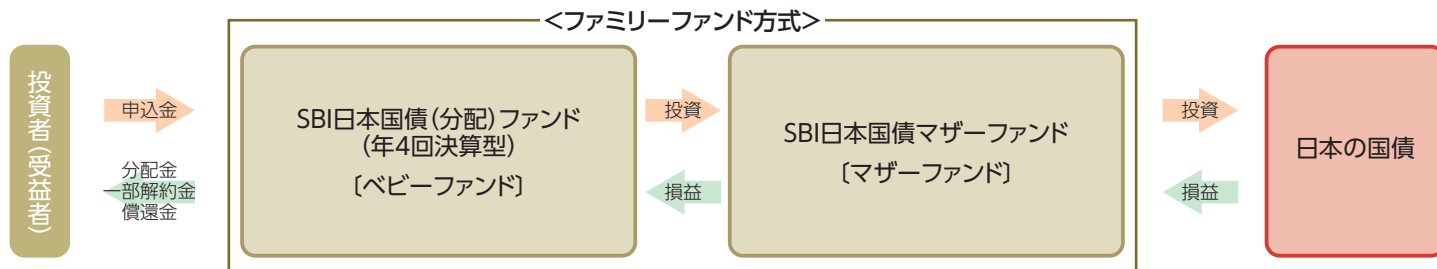 <ファミリーファンド方式>
投資者(受益者)
申込金
分配金
一部解約金
償還金
SBI日本国債(分配)ファンド
(年4回決算型)
〔ベビーファンド〕
投資
損益
SBI日本国債マザーファンド
〔マザーファンド〕
投資
損益
日本の国債